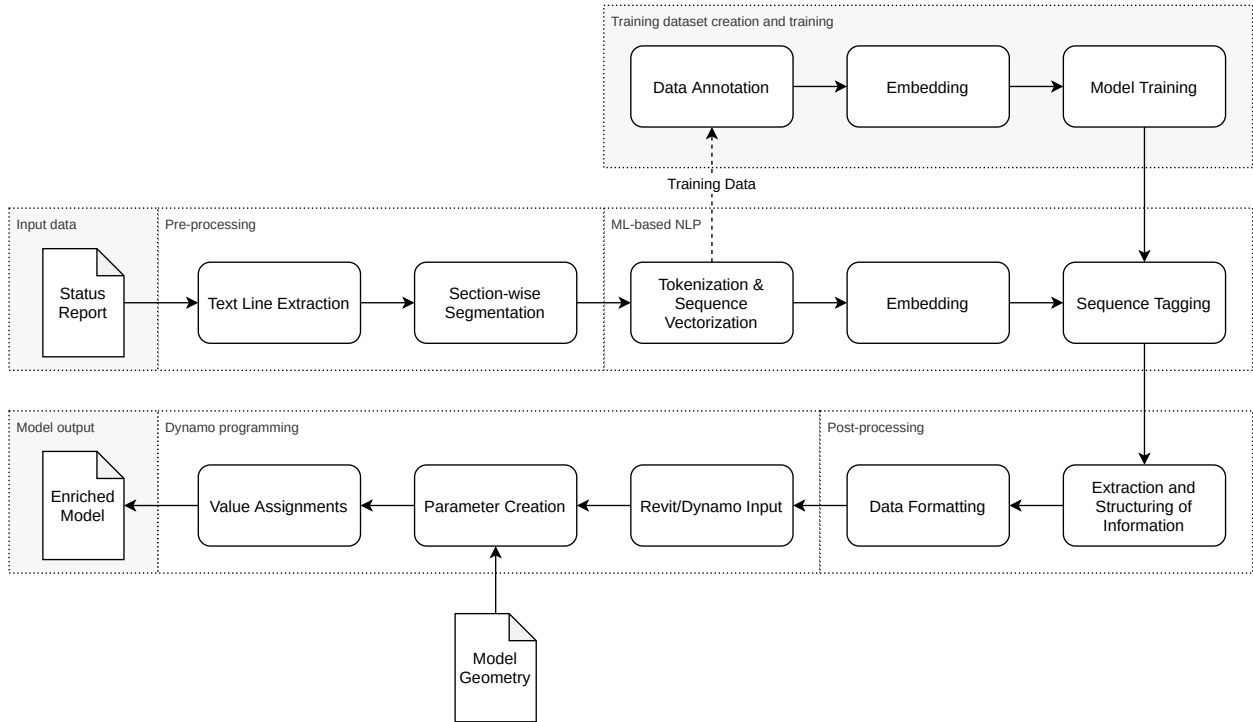 Training dataset creation and training
Data Annotation
Embedding
Model Training
Training Data
Input data
Pre-processing
ML-based NLP
Status
Report
Text Line Extraction
Section-wise
Segmentation
Tokenization &
Sequence
Vectorization
Embedding
Sequence Tagging
Model output
Dynamo programming
Post-processing
Enriched
Model
Value Assignments
Parameter Creation
Revit/Dynamo Input
Data Formatting
Extraction and
Structuring of
Information
Model
Geometry